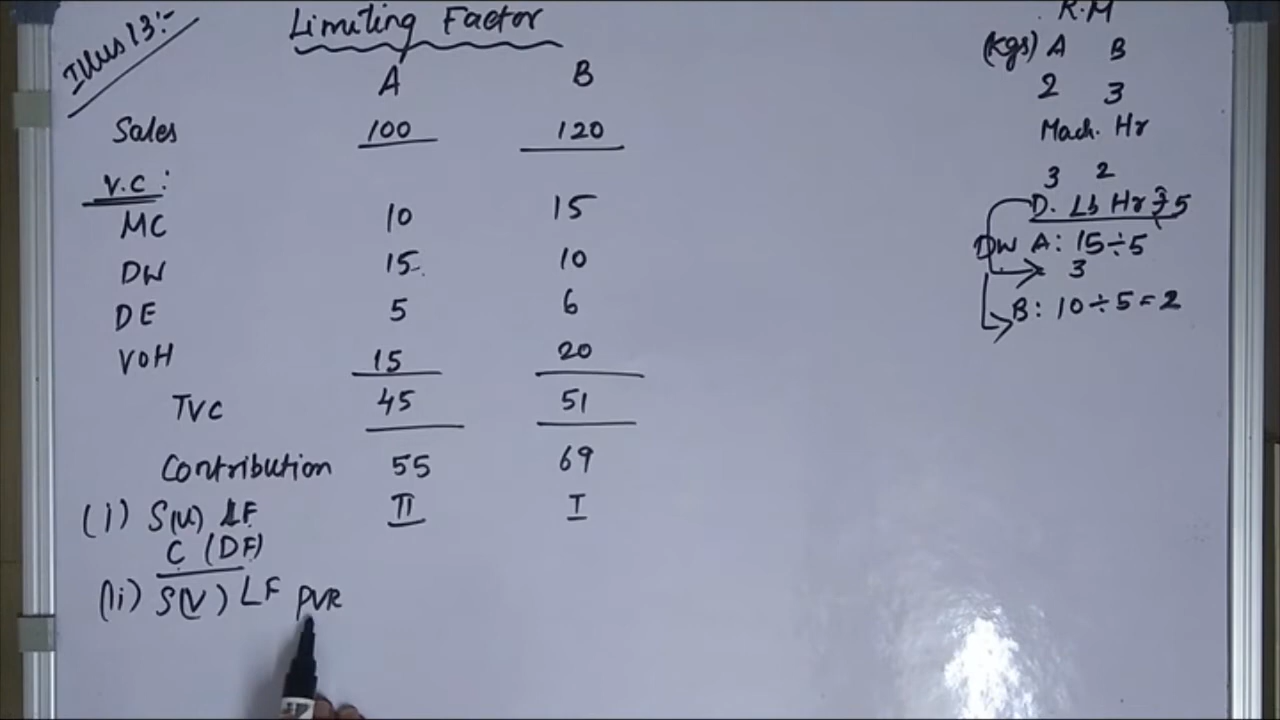 Illus 13:-
Limiting Factor
A B
Sales 100 120
V.C :
MC 10 15
DW 15 10
DE 5 6
VOH 15 20
TVC 45 51
Contribution 55 69
(i) S(U) LF II I
C (DF)
(ii) S(V) LF PVR
R.M
(kgs) A B
2 3
Mach. Hr
3 2
D. Lb Hr ₹5
DW A: 15÷5
3
B: 10÷5=2